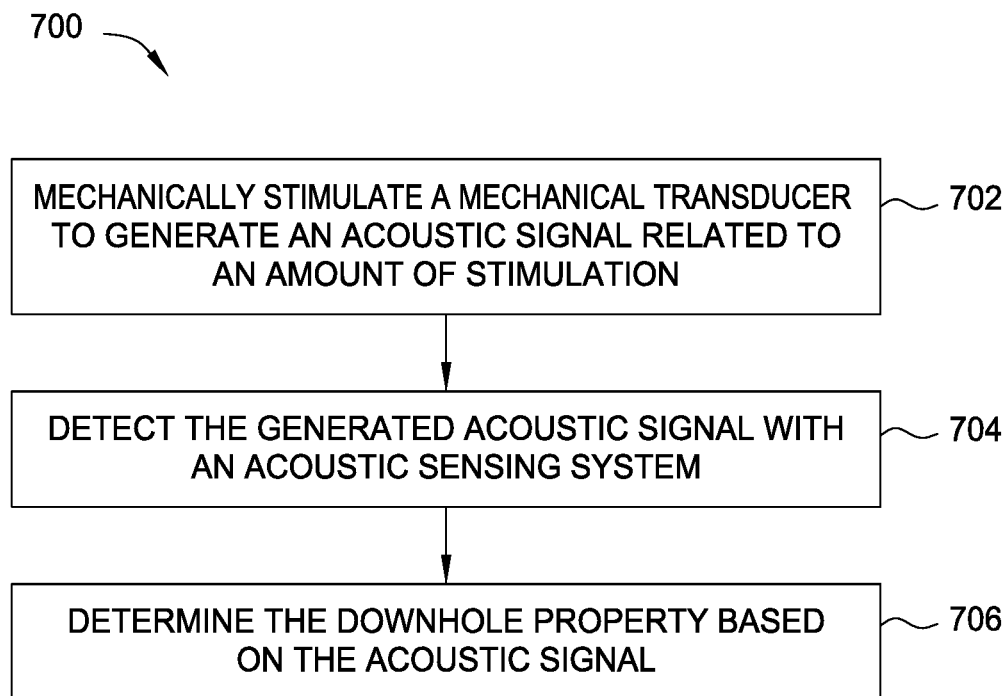 700
MECHANICALLY STIMULATE A MECHANICAL TRANSDUCER
TO GENERATE AN ACOUSTIC SIGNAL RELATED TO
AN AMOUNT OF STIMULATION
702
DETECT THE GENERATED ACOUSTIC SIGNAL WITH
AN ACOUSTIC SENSING SYSTEM
704
DETERMINE THE DOWNHOLE PROPERTY BASED
ON THE ACOUSTIC SIGNAL
706